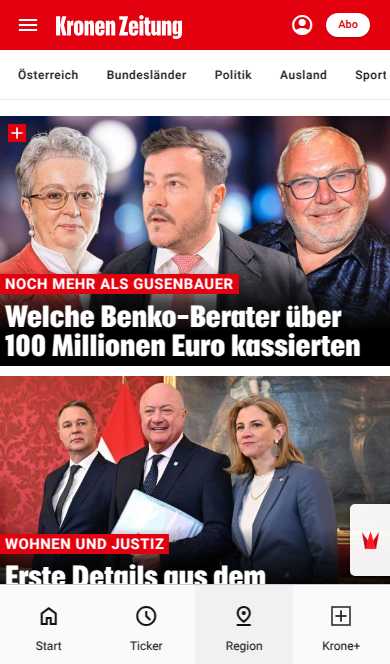 Kronen Zeitung
Abo
Österreich Bundesländer Politik Ausland Sport
NOCH MEHR ALS GUSENBAUER
Welche Benko-Berater über
100 Millionen Euro kassierten
WOHNEN UND JUSTIZ
Erste Details aus dem
Start Ticker Region Krone+